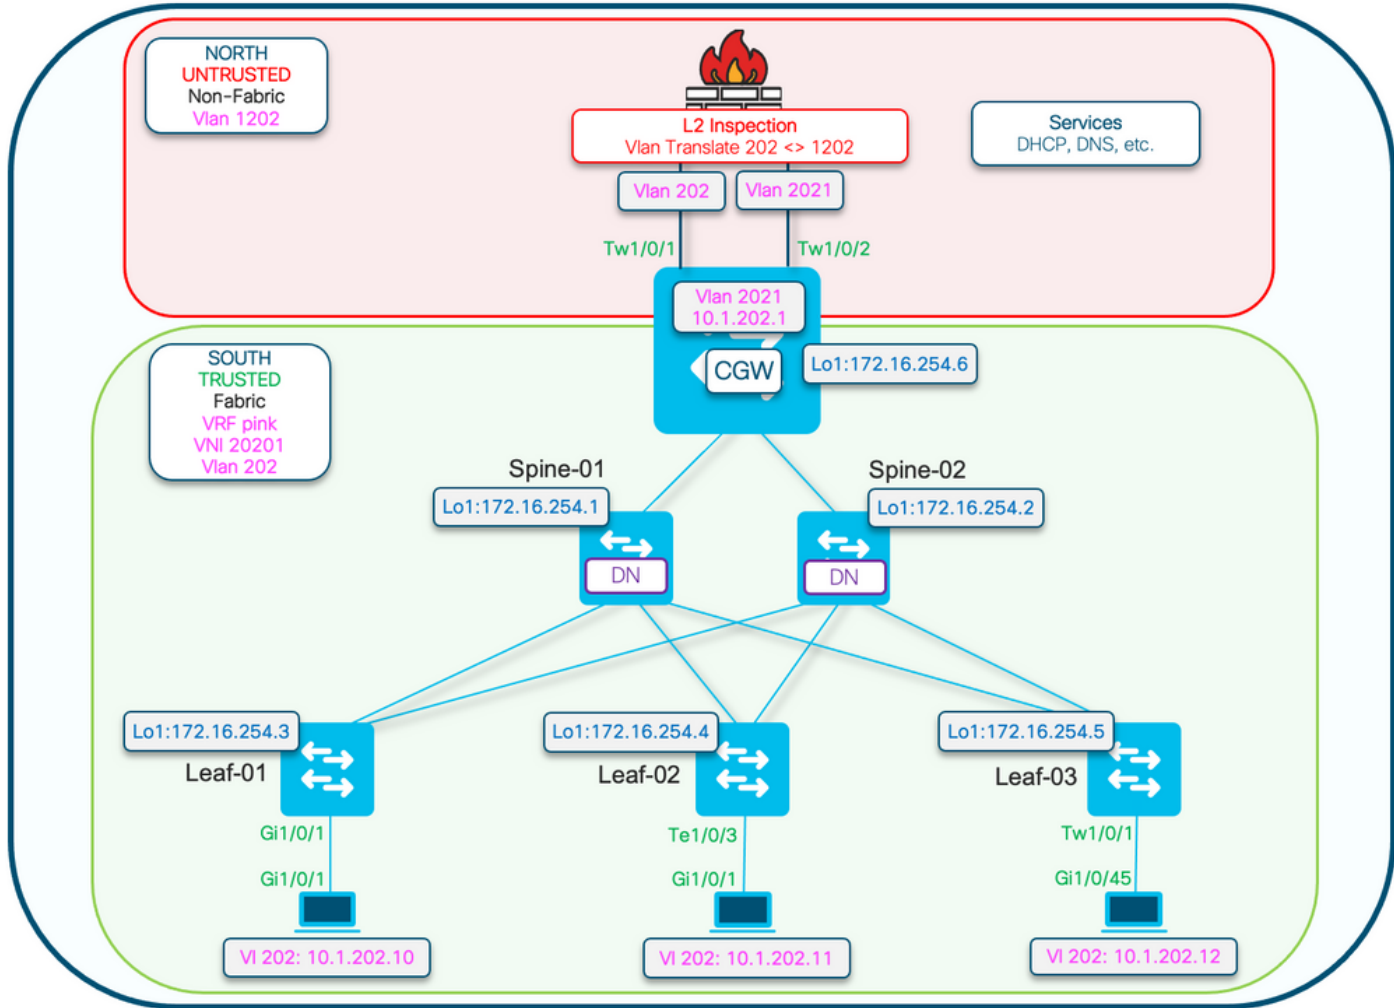 NORTH
UNTRUSTED
Non-Fabric
Vlan 1202
L2 Inspection
Vlan Translate 202 <> 1202
Services
DHCP, DNS, etc.
Vlan 202
Vlan 2021
Tw1/0/1
Tw1/0/2
Vlan 2021
10.1.202.1
CGW
Lo1:172.16.254.6
SOUTH
TRUSTED
Fabric
VRF pink
VNI 20201
Vlan 202
Spine-01
Spine-02
Lo1:172.16.254.1
Lo1:172.16.254.2
DN
DN
Lo1:172.16.254.3
Lo1:172.16.254.4
Lo1:172.16.254.5
Leaf-01
Leaf-02
Leaf-03
Gi1/0/1
Te1/0/3
Tw1/0/1
Gi1/0/1
Gi1/0/1
Gi1/0/45
Vl 202: 10.1.202.10
Vl 202: 10.1.202.11
Vl 202: 10.1.202.12